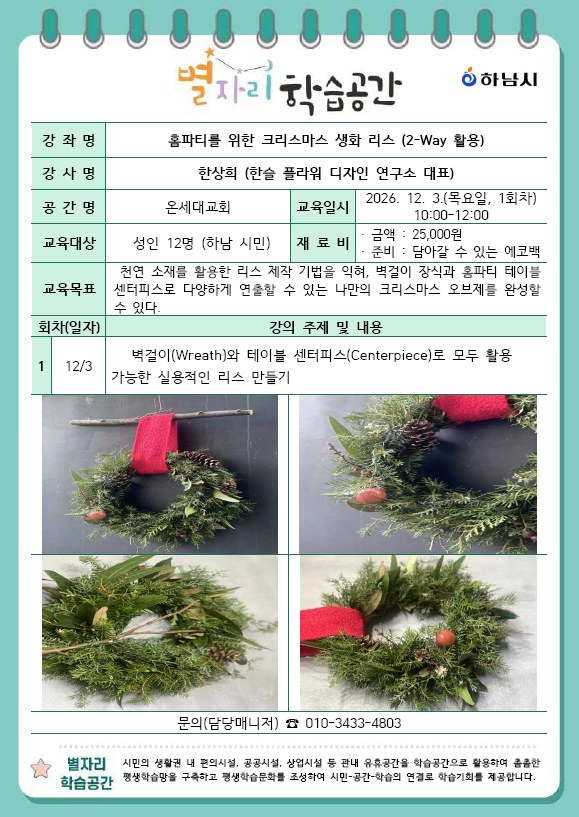 별자리 학습공간
하남시
강 좌 명 홈파티를 위한 크리스마스 생화 리스 (2-Way 활용)
강 사 명 한상희 (한슬 플라워 디자인 연구소 대표)
공 간 명 온세대교회 교육일시 2026. 12. 3.(목요일, 1회차)
10:00-12:00
교육대상 성인 12명 (하남 시민) 재 료 비 · 금액 : 25,000원
· 준비 : 담아갈 수 있는 에코백
교육목표 천연 소재를 활용한 리스 제작 기법을 익혀, 벽걸이 장식과 홈파티 테이블
센터피스로 다양하게 연출할 수 있는 나만의 크리스마스 오브제를 완성할
수 있다.
회차(일자) 강의 주제 및 내용
1 12/3 벽걸이(Wreath)와 테이블 센터피스(Centerpiece)로 모두 활용
가능한 실용적인 리스 만들기
문의(담당매니저) ☎ 010-3433-4803
별자리
학습공간
시민의 생활권 내 편의시설, 공공시설, 상업시설 등 관내 유휴공간을 학습공간으로 활용하여 촘촘한
평생학습망을 구축하고 평생학습문화를 조성하여 시민-공간-학습의 연결로 학습기회를 제공합니다.